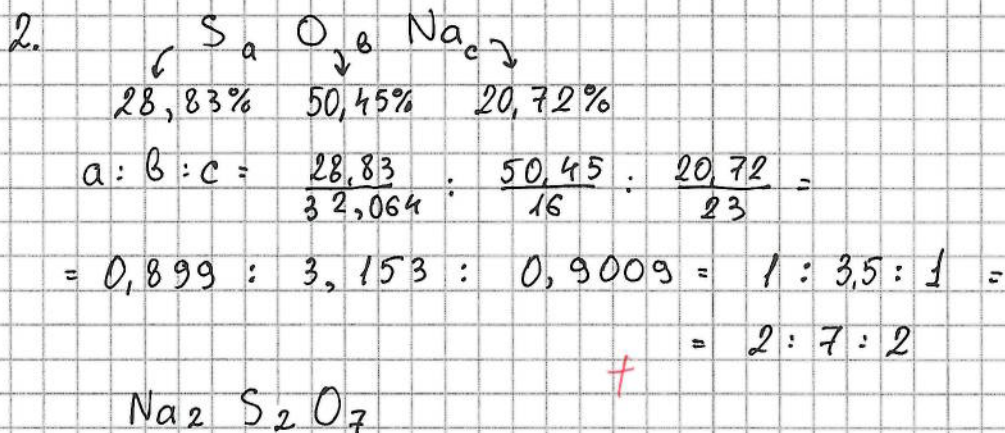 2. SₐOвNac
28,83% 50,45% 20,72%
a : в : c = 28,83/32,064 : 50,45/16 : 20,72/23 =
= 0,899 : 3,153 : 0,9009 = 1 : 3,5 : 1 =
= 2 : 7 : 2
+
Na₂ S₂ O₇